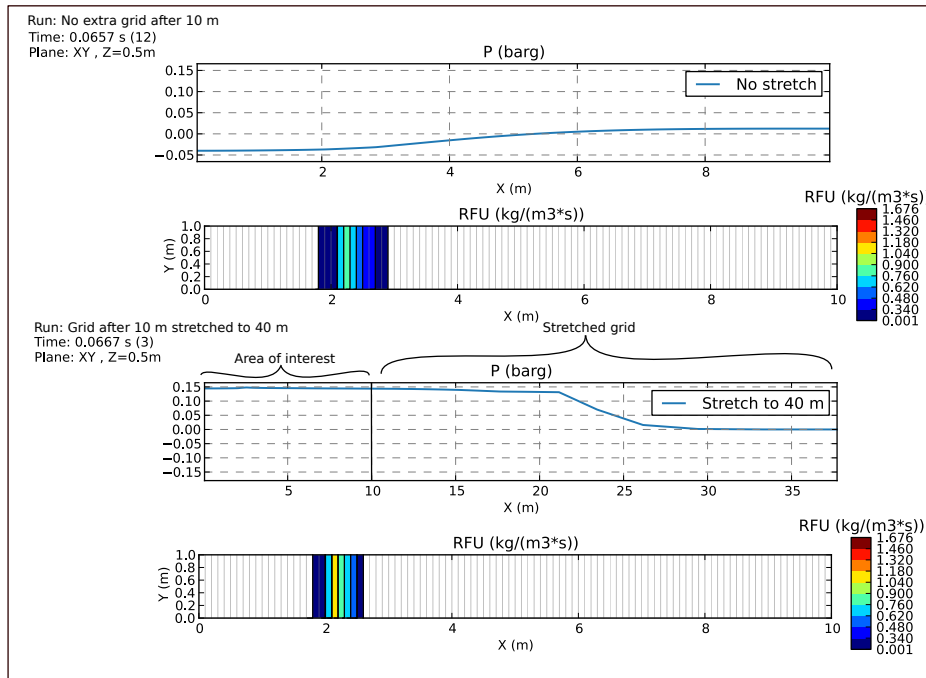 Run: No extra grid after 10 m
Time: 0.0657 s (12)
Plane: XY , Z=0.5m
P (barg)
0.15
0.10
0.05
0.00
−0.05
No stretch
2 4 6 8
X (m)
RFU (kg/(m3*s))
RFU (kg/(m3*s))
1.676
1.460
1.320
1.180
1.040
0.900
0.760
0.620
0.480
0.340
0.001
Y (m)
1.0
0.8
0.6
0.4
0.2
0.0
0 2 4 6 8 10
X (m)
Run: Grid after 10 m stretched to 40 m
Time: 0.0667 s (3)
Plane: XY , Z=0.5m
Area of interest
Stretched grid
P (barg)
0.15
0.10
0.05
0.00
−0.05
−0.10
−0.15
Stretch to 40 m
5 10 15 20 25 30 35
X (m)
RFU (kg/(m3*s))
RFU (kg/(m3*s))
1.676
1.460
1.320
1.180
1.040
0.900
0.760
0.620
0.480
0.340
0.001
Y (m)
1.0
0.8
0.6
0.4
0.2
0.0
0 2 4 6 8 10
X (m)